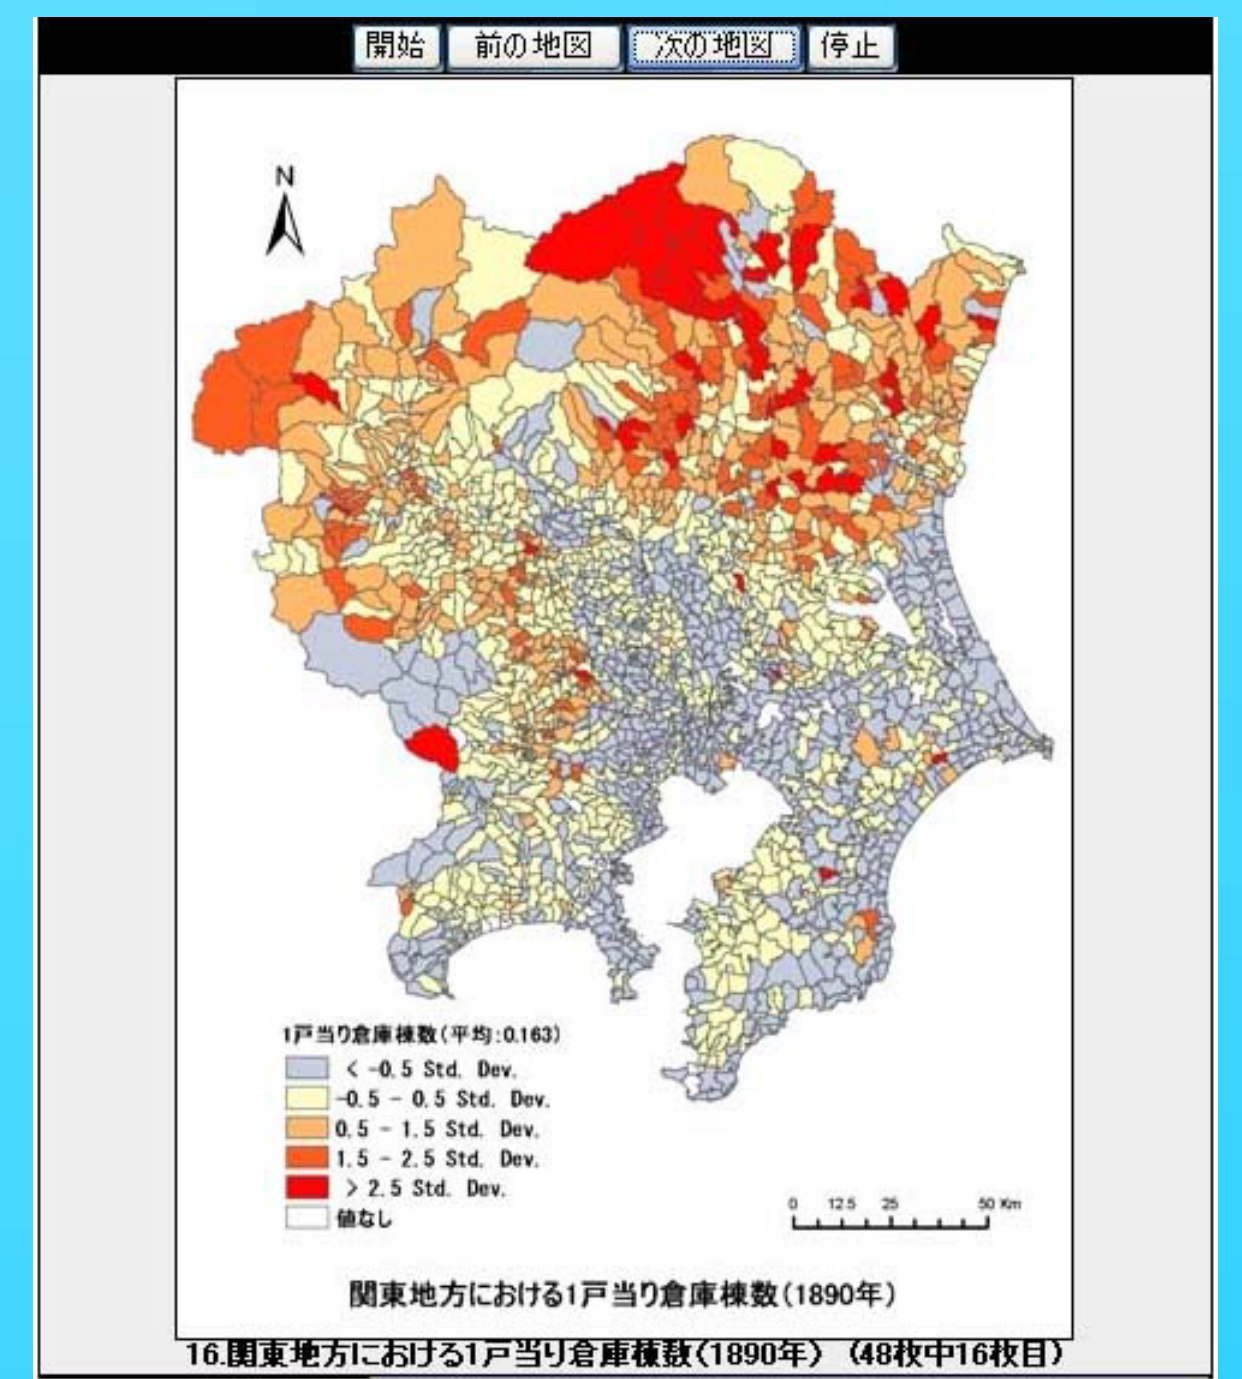 開始 前の地図 次の地図 停止
N
1戸当り倉庫棟数(平均:0.163)
< -0.5 Std. Dev.
-0.5 - 0.5 Std. Dev.
0.5 - 1.5 Std. Dev.
1.5 - 2.5 Std. Dev.
> 2.5 Std. Dev.
値なし
0 12.5 25 50 Km
関東地方における1戸当り倉庫棟数(1890年)
16.関東地方における1戸当り倉庫棟数(1890年) (48枚中16枚目)